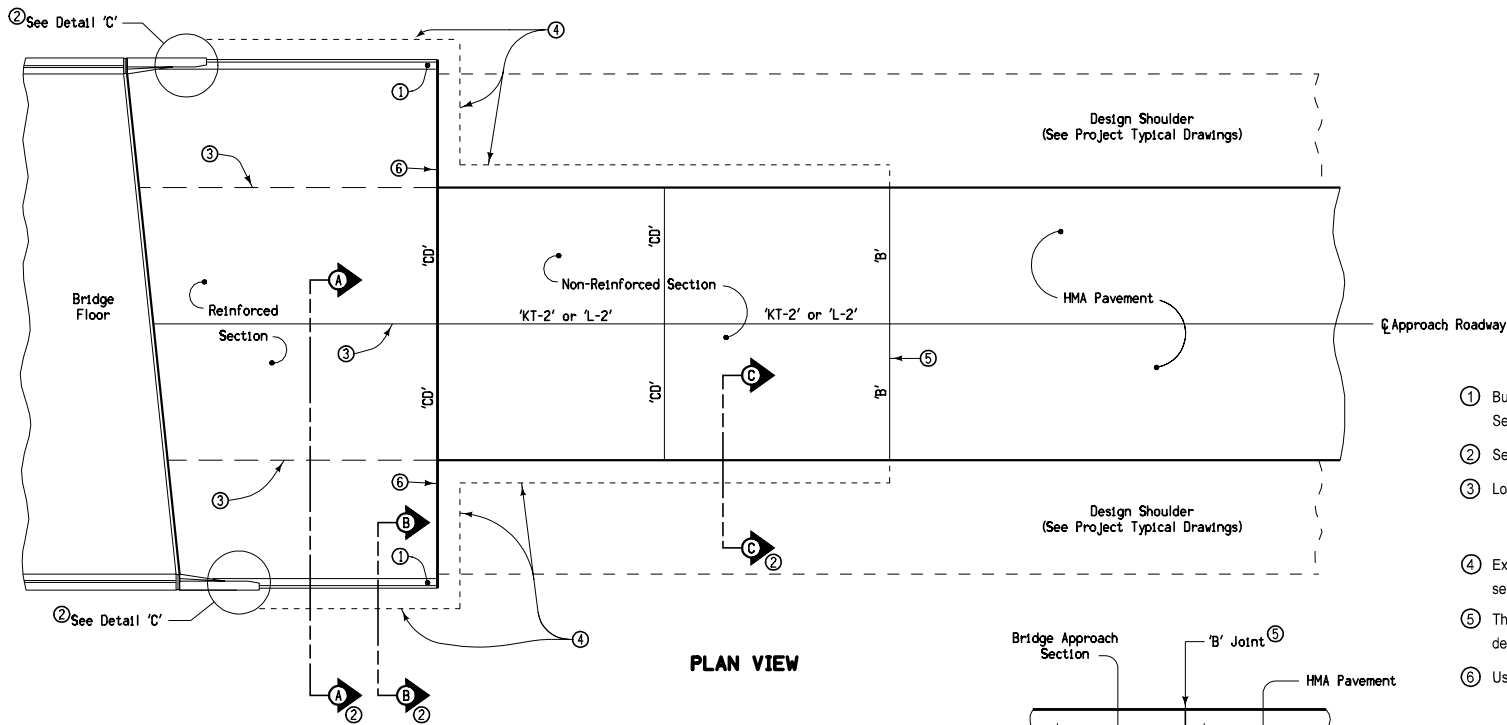 ② See Detail 'C'
④
①
Design Shoulder
(See Project Typical Drawings)
③
⑥
'CD'
'CD'
'B'
A
Non-Reinforced Section
HMA Pavement
Bridge
Floor
Reinforced
Section
'KT-2' or 'L-2'
'KT-2' or 'L-2'
℄ Approach Roadway
③
⑤
C
'CD'
'CD'
'B'
① Bu
Se
② Se
③ Lo
③
⑥
B
Design Shoulder
(See Project Typical Drawings)
①
C
②
④ Ex
se
② See Detail 'C'
④
⑤ Th
de
PLAN VIEW
Bridge Approach
Section
'B' Joint ⑤
HMA Pavement
⑥ Us
A
②
B
②